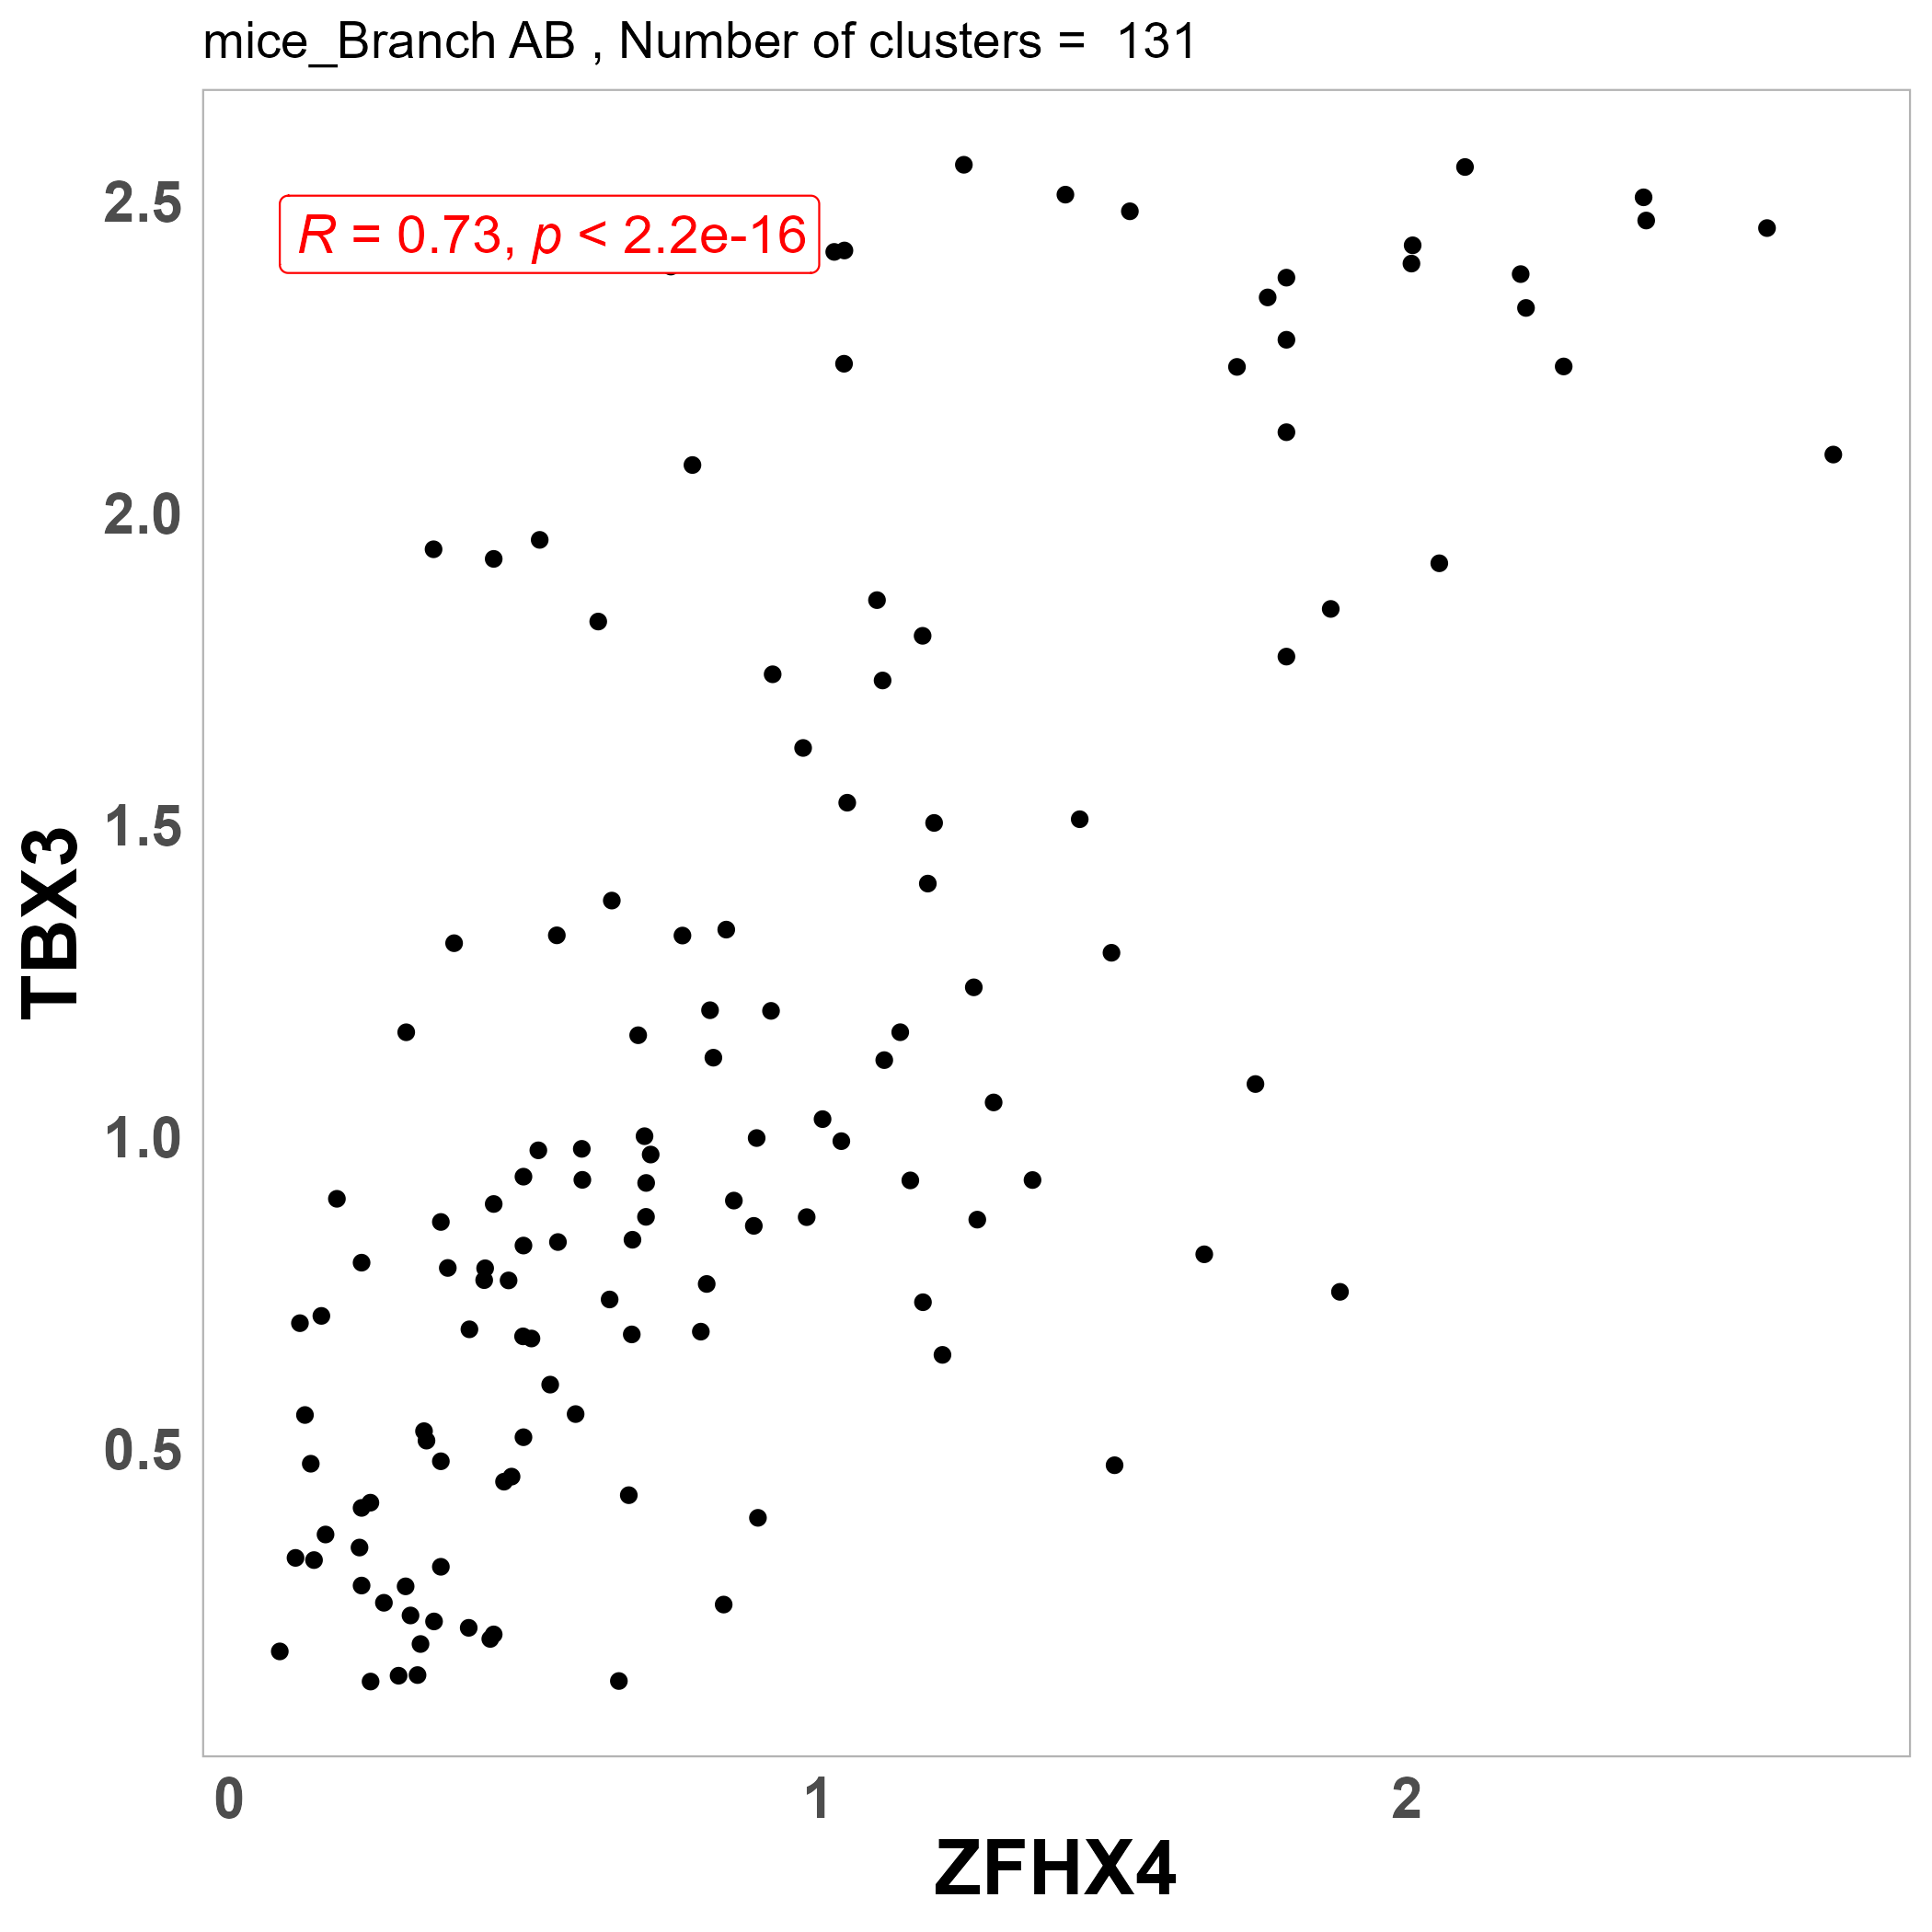 mice_Branch AB , Number of clusters =  131
R = 0.73, p < 2.2e-16
2.5
2.0
1.5
1.0
0.5
TBX3
0 1 2
ZFHX4